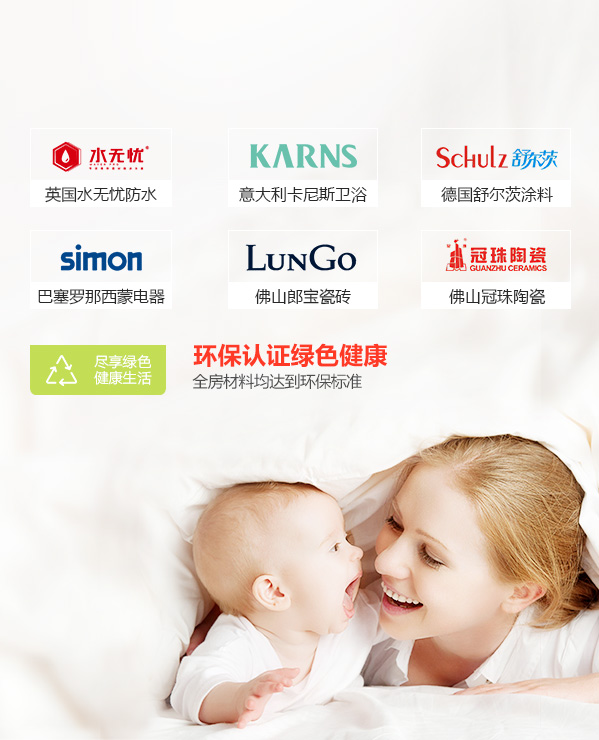 水无忧
英国水无忧防水
KARNS
意大利卡尼斯卫浴
Schulz 舒尔茨
德国舒尔茨涂料
simon
巴塞罗那西蒙电器
LUNGO
佛山郎宝瓷砖
冠珠陶瓷
GUANZHU CERAMICS
佛山冠珠陶瓷
尽享绿色
健康生活
环保认证绿色健康
全房材料均达到环保标准